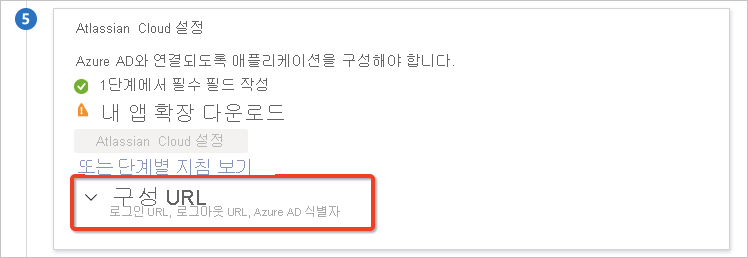 5
Atlassian Cloud 설정
Azure AD와 연결되도록 애플리케이션을 구성해야 합니다.
1단계에서 필수 필드 작성
내 앱 확장 다운로드
Atlassian Cloud 설정
또는 단계별 지침 보기
구성 URL
로그인 URL, 로그아웃 URL, Azure AD 식별자